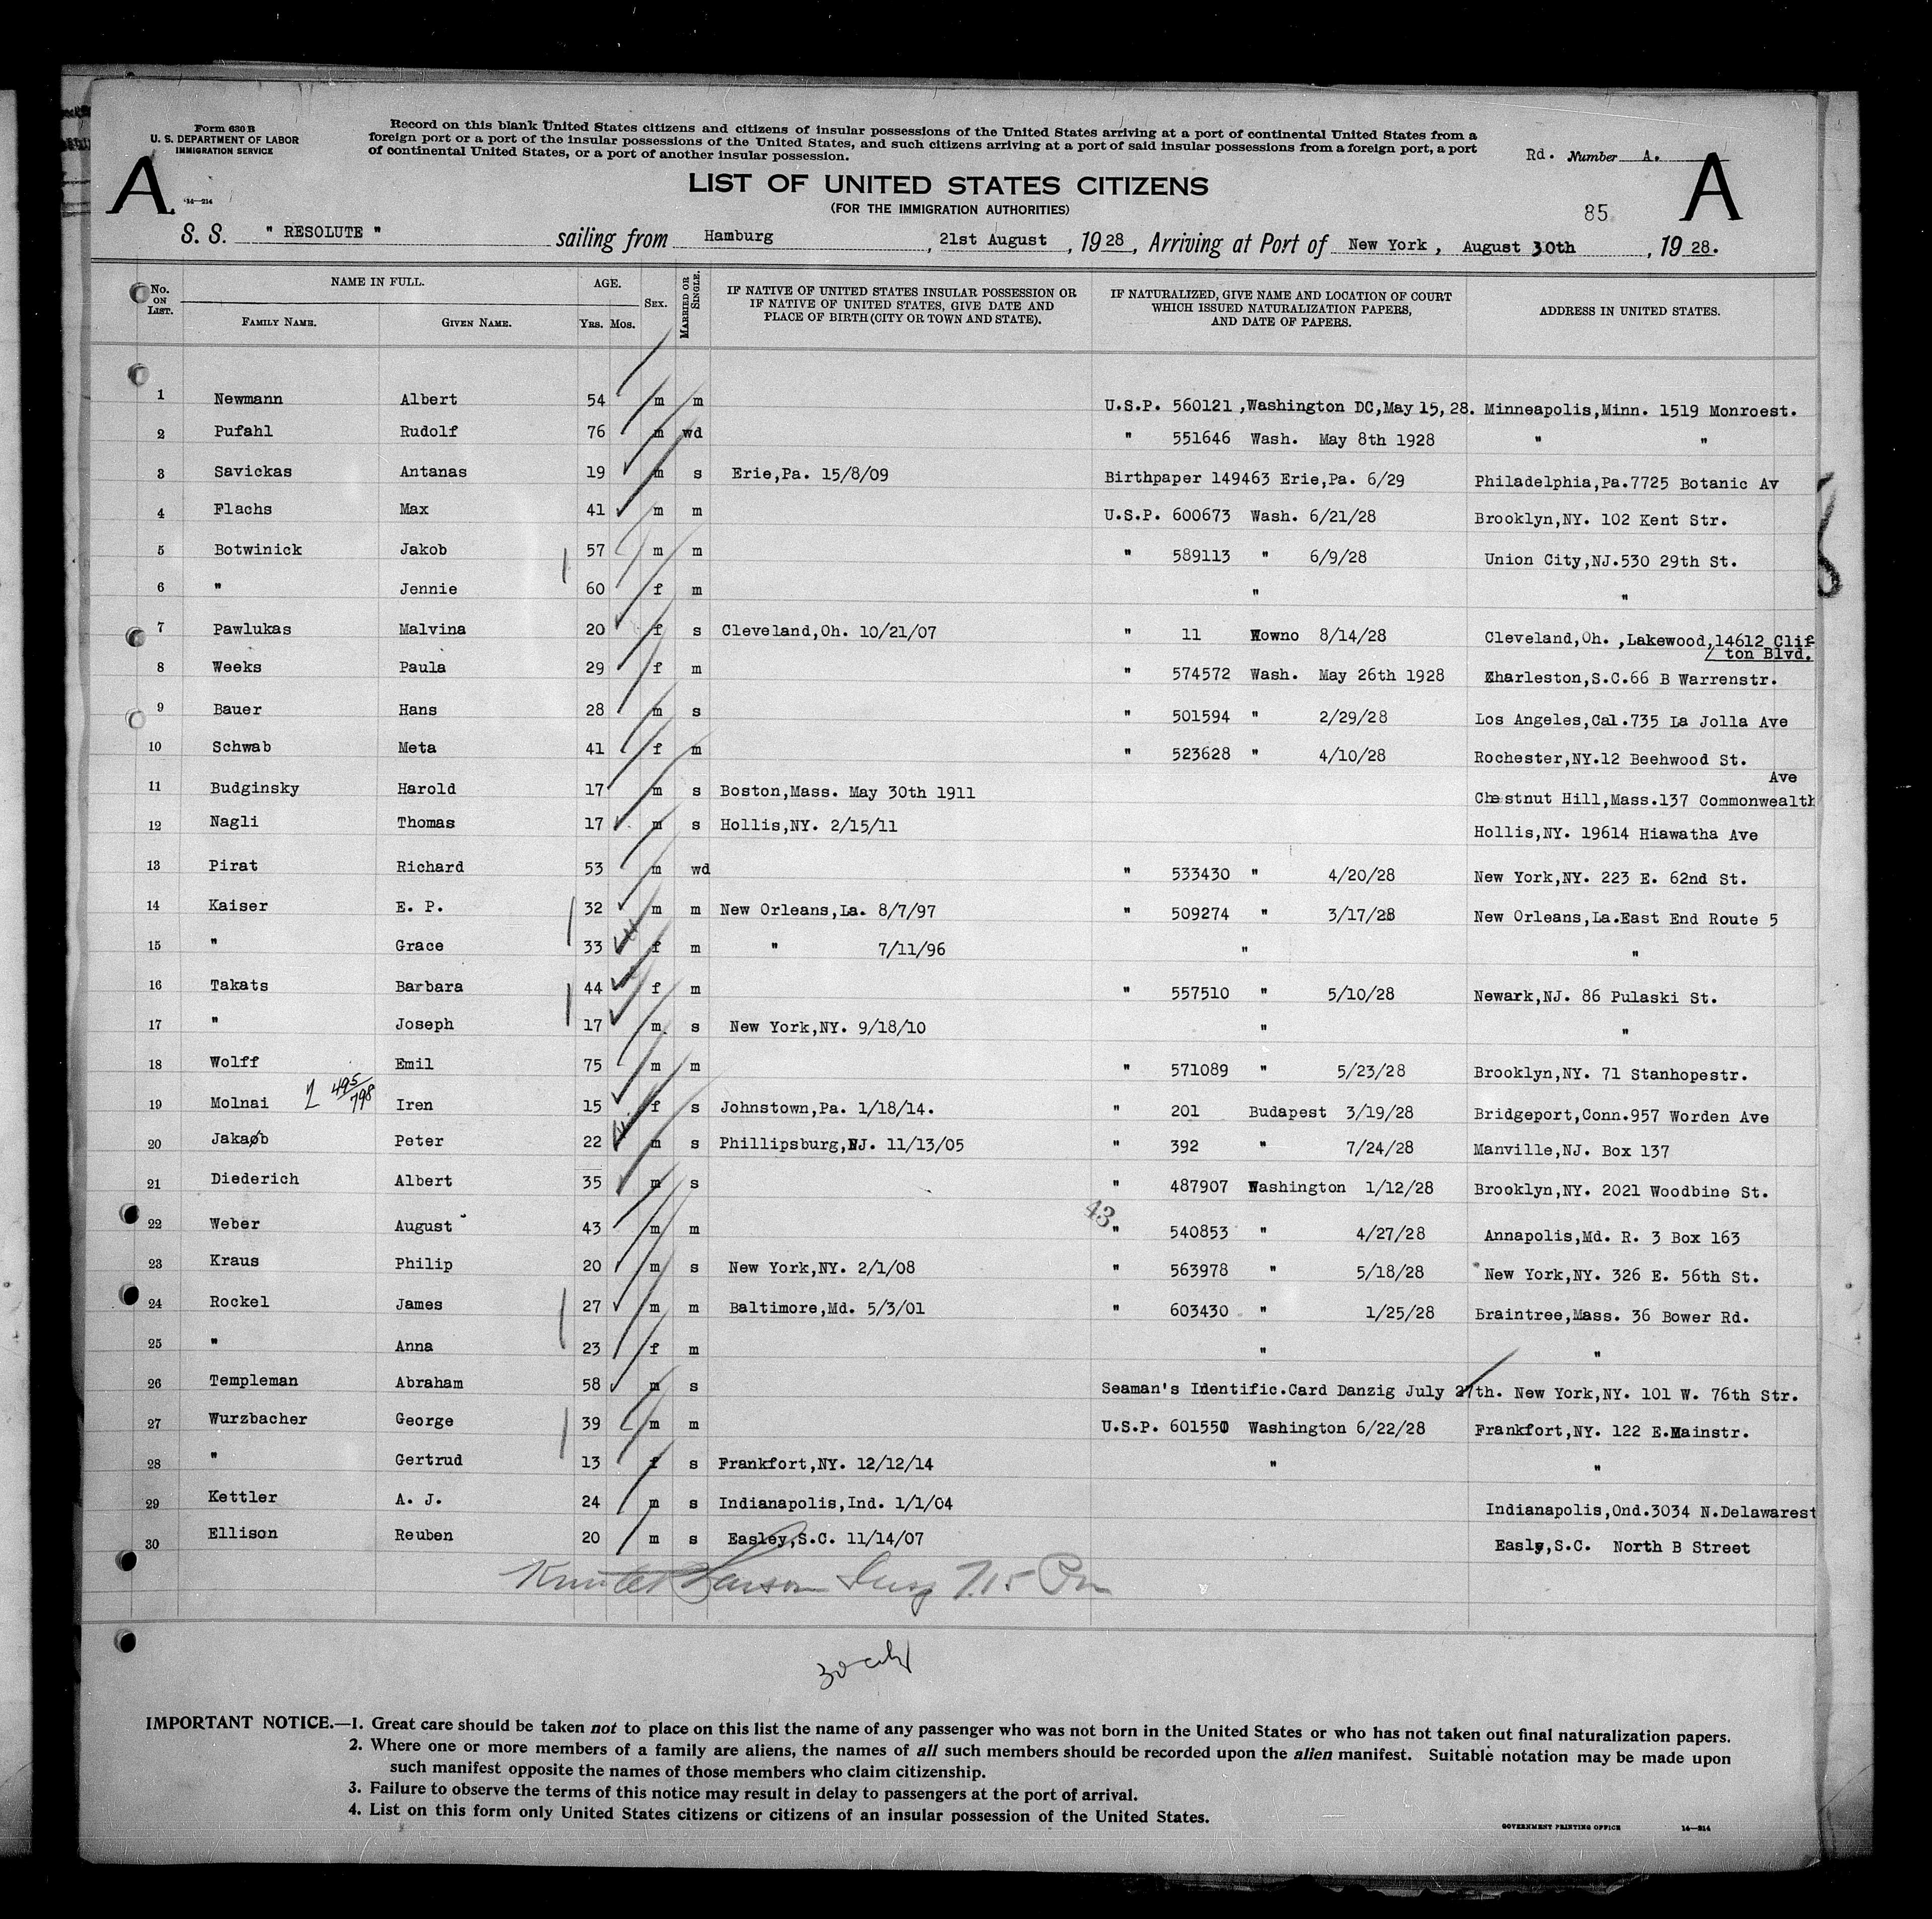 Form 630 B
U. S. DEPARTMENT OF LABOR
IMMIGRATION SERVICE
14—214
Record on this blank United States citizens and citizens of insular possessions of the United States arriving at a port of continental United States from a
foreign port or a port of the insular possessions of the United States, and such citizens arriving at a port of said insular possessions from a foreign port, a port
of continental United States, or a port of another insular possession.
Rd. Number A.
A. A
LIST OF UNITED STATES CITIZENS
(FOR THE IMMIGRATION AUTHORITIES)
85
S. S. " RESOLUTE " sailing from Hamburg, 21st August, 1928, Arriving at Port of New York, August 30th, 1928.
No. ON LIST. NAME IN FULL. FAMILY NAME. GIVEN NAME. AGE. YRS. MOS. SEX. MARRIED OR SINGLE. IF NATIVE OF UNITED STATES INSULAR POSSESSION OR IF NATIVE OF UNITED STATES, GIVE DATE AND PLACE OF BIRTH (CITY OR TOWN AND STATE). IF NATURALIZED, GIVE NAME AND LOCATION OF COURT WHICH ISSUED NATURALIZATION PAPERS, AND DATE OF PAPERS. ADDRESS IN UNITED STATES.
1 Newmann Albert 54 m m U.S.P. 560121,Washington DC,May 15, 28. Minneapolis,Minn. 1519 Monroest.
2 Pufahl Rudolf 76 m wd " 551646 Wash. May 8th 1928 " "
3 Savickas Antanas 19 m s Erie,Pa. 15/8/09 Birthpaper 149463 Erie,Pa. 6/29 Philadelphia,Pa.7725 Botanic Av
4 Flachs Max 41 m m U.S.P. 600673 Wash. 6/21/28 Brooklyn,NY. 102 Kent Str.
5 Botwinick Jakob 57 m m " 589113 " 6/9/28 Union City,NJ.530 29th St.
6 " Jennie 60 f m " "
7 Pawlukas Malvina 20 f s Cleveland,Oh. 10/21/07 " 11 Kowno 8/14/28 Cleveland,Oh. ,Lakewood,14612 Clif
/ ton Blvd.
8 Weeks Paula 29 f m " 574572 Wash. May 26th 1928 Charleston,S.C.66 B Warrenstr.
9 Bauer Hans 28 m s " 501594 " 2/29/28 Los Angeles,Cal.735 La Jolla Ave
10 Schwab Meta 41 f m " 523628 " 4/10/28 Rochester,NY.12 Beehwood St.
Ave
11 Budginsky Harold 17 m s Boston,Mass. May 30th 1911 Chestnut Hill,Mass.137 Commonwealth
12 Nagli Thomas 17 m s Hollis,NY. 2/15/11 Hollis,NY. 19614 Hiawatha Ave
13 Pirat Richard 53 m wd " 533430 " 4/20/28 New York,NY. 223 E. 62nd St.
14 Kaiser E. P. 32 m m New Orleans,La. 8/7/97 " 509274 " 3/17/28 New Orleans,La.East End Route 5
15 " Grace 33 f m " 7/11/96 " "
16 Takats Barbara 44 f m " 557510 " 5/10/28 Newark,NJ. 86 Pulaski St.
17 " Joseph 17 m s New York,NY. 9/18/10 " "
18 Wolff Emil 75 m m " 571089 " 5/23/28 Brooklyn,NY. 71 Stanhopestr.
495/798
19 Molnai Iren 15 f s Johnstown,Pa. 1/18/14. " 201 Budapest 3/19/28 Bridgeport,Conn.957 Worden Ave
20 Jakaøb Peter 22 m s Phillipsburg,NJ. 11/13/05 " 392 " 7/24/28 Manville,NJ. Box 137
21 Diederich Albert 35 m s " 487907 Washington 1/12/28 Brooklyn,NY. 2021 Woodbine St.
43
22 Weber August 43 m m " 540853 " 4/27/28 Annapolis,Md. R. 3 Box 163
23 Kraus Philip 20 m s New York,NY. 2/1/08 " 563978 " 5/18/28 New York,NY. 326 E. 56th St.
24 Rockel James 27 m m Baltimore,Md. 5/3/01 " 603430 " 1/25/28 Braintree,Mass. 36 Bower Rd.
25 " Anna 23 f m " "
26 Templeman Abraham 58 m s Seaman's Identific.Card Danzig July 27th. New York,NY. 101 W. 76th Str.
27 Wurzbacher George 39 m m U.S.P. 601550 Washington 6/22/28 Frankfort,NY. 122 E.Mainstr.
28 " Gertrud 13 f s Frankfort,NY. 12/12/14 " "
29 Kettler A. J. 24 m s Indianapolis,Ind. 1/1/04 Indianapolis,Ond.3034 N.Delawarest
30 Ellison Reuben 20 m s Easley,S.C. 11/14/07 Easly,S.C. North B Street
Larson Insp 7.15 Pm
30
IMPORTANT NOTICE.—1. Great care should be taken not to place on this list the name of any passenger who was not born in the United States or who has not taken out final naturalization papers.
2. Where one or more members of a family are aliens, the names of all such members should be recorded upon the alien manifest. Suitable notation may be made upon
such manifest opposite the names of those members who claim citizenship.
3. Failure to observe the terms of this notice may result in delay to passengers at the port of arrival.
4. List on this form only United States citizens or citizens of an insular possession of the United States.
GOVERNMENT PRINTING OFFICE 14—214